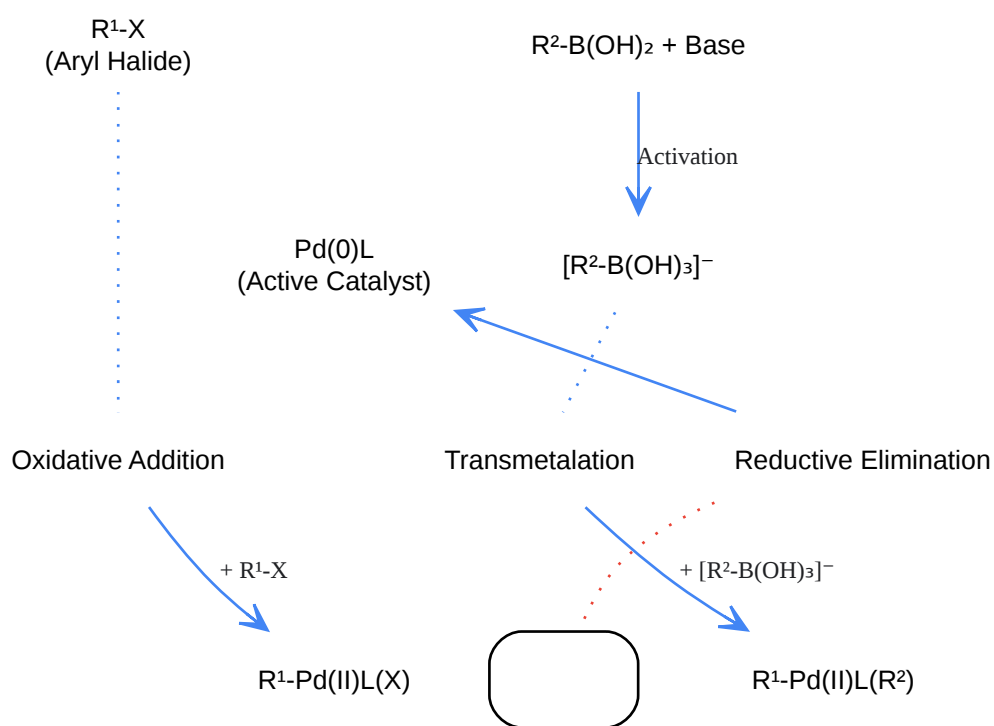 R¹-X
(Aryl Halide)
R²-B(OH)₂ + Base
Activation
Pd(0)L
(Active Catalyst)
[R²-B(OH)₃]⁻
Oxidative Addition
Transmetalation
Reductive Elimination
+ R¹-X
+ [R²-B(OH)₃]⁻
R¹-Pd(II)L(X)
R¹-Pd(II)L(R²)